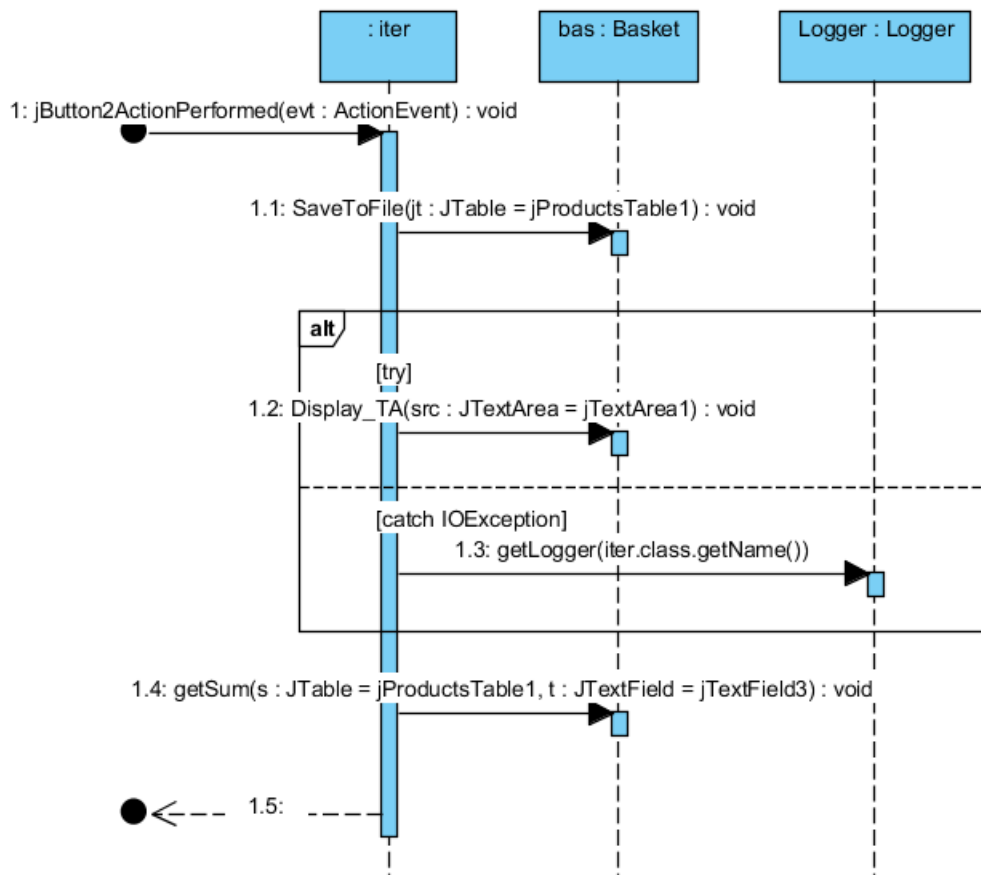 : iter
bas : Basket
Logger : Logger
1: jButton2ActionPerformed(evt : ActionEvent) : void
1.1: SaveToFile(jt : JTable = jProductsTable1) : void
alt
[try]
1.2: Display_TA(src : JTextArea = jTextArea1) : void
[catch IOException]
1.3: getLogger(iter.class.getName())
1.4: getSum(s : JTable = jProductsTable1, t : JTextField = jTextField3) : void
1.5: